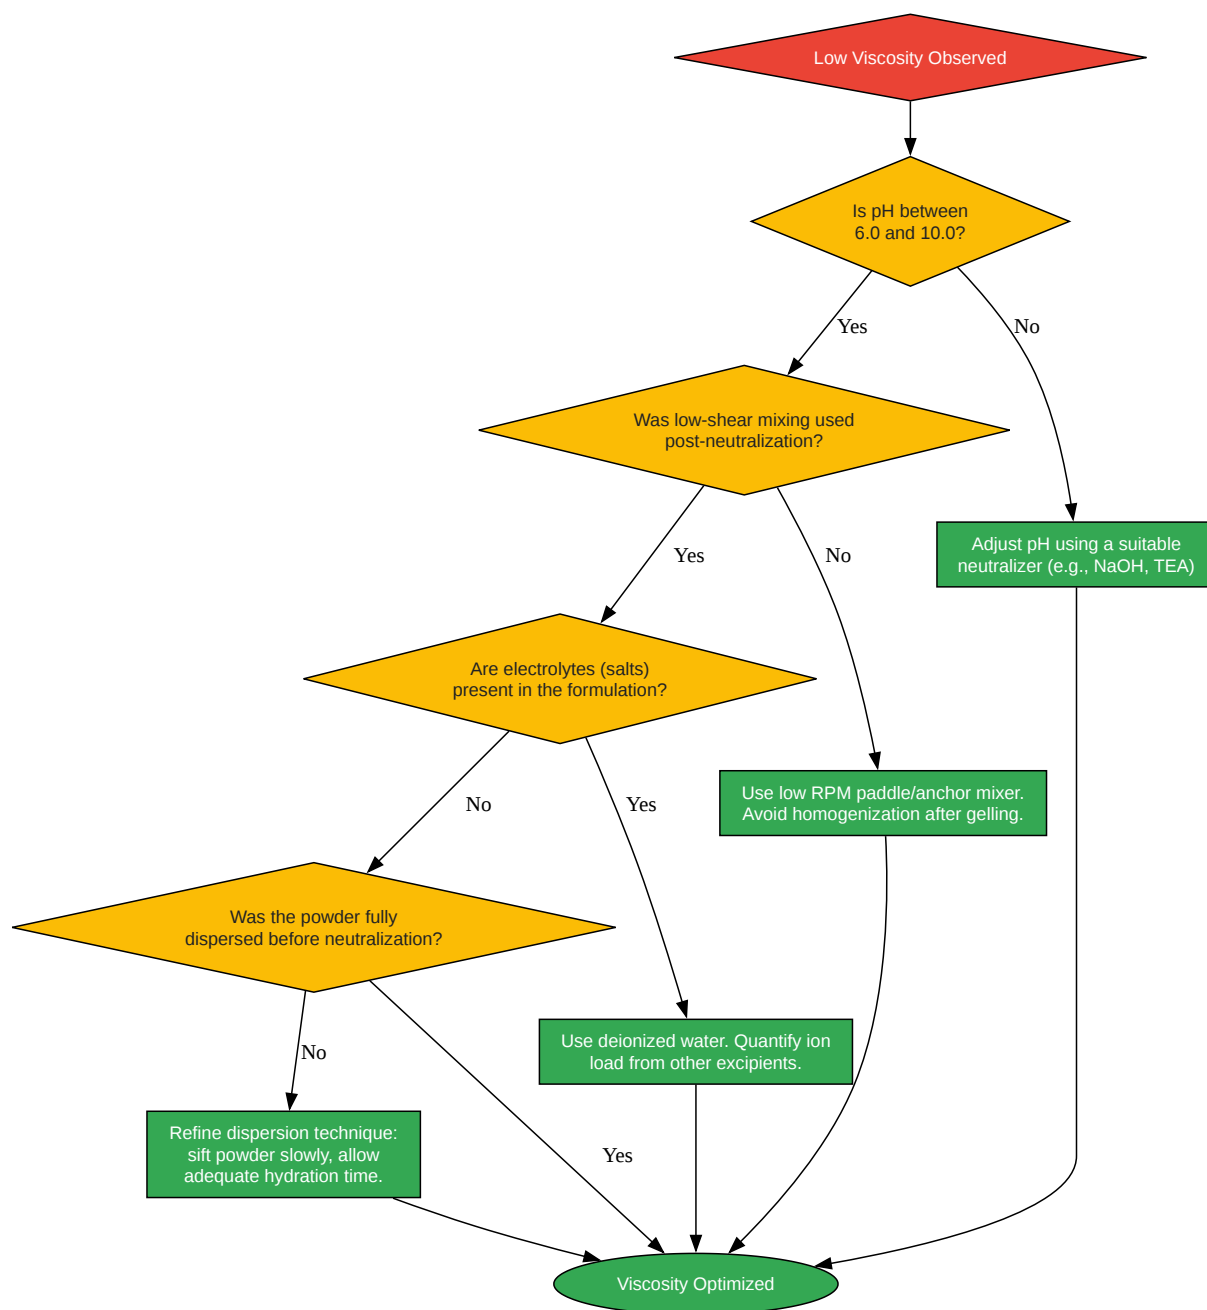 Low Viscosity Observed
Is pH between
6.0 and 10.0?
Yes
No
Was low-shear mixing used
post-neutralization?
Yes
No
Adjust pH using a suitable
neutralizer (e.g., NaOH, TEA)
Are electrolytes (salts)
present in the formulation?
No
Yes
Use low RPM paddle/anchor mixer.
Avoid homogenization after gelling.
Was the powder fully
dispersed before neutralization?
No
Yes
Use deionized water. Quantify ion
load from other excipients.
Refine dispersion technique:
sift powder slowly, allow
adequate hydration time.
Viscosity Optimized